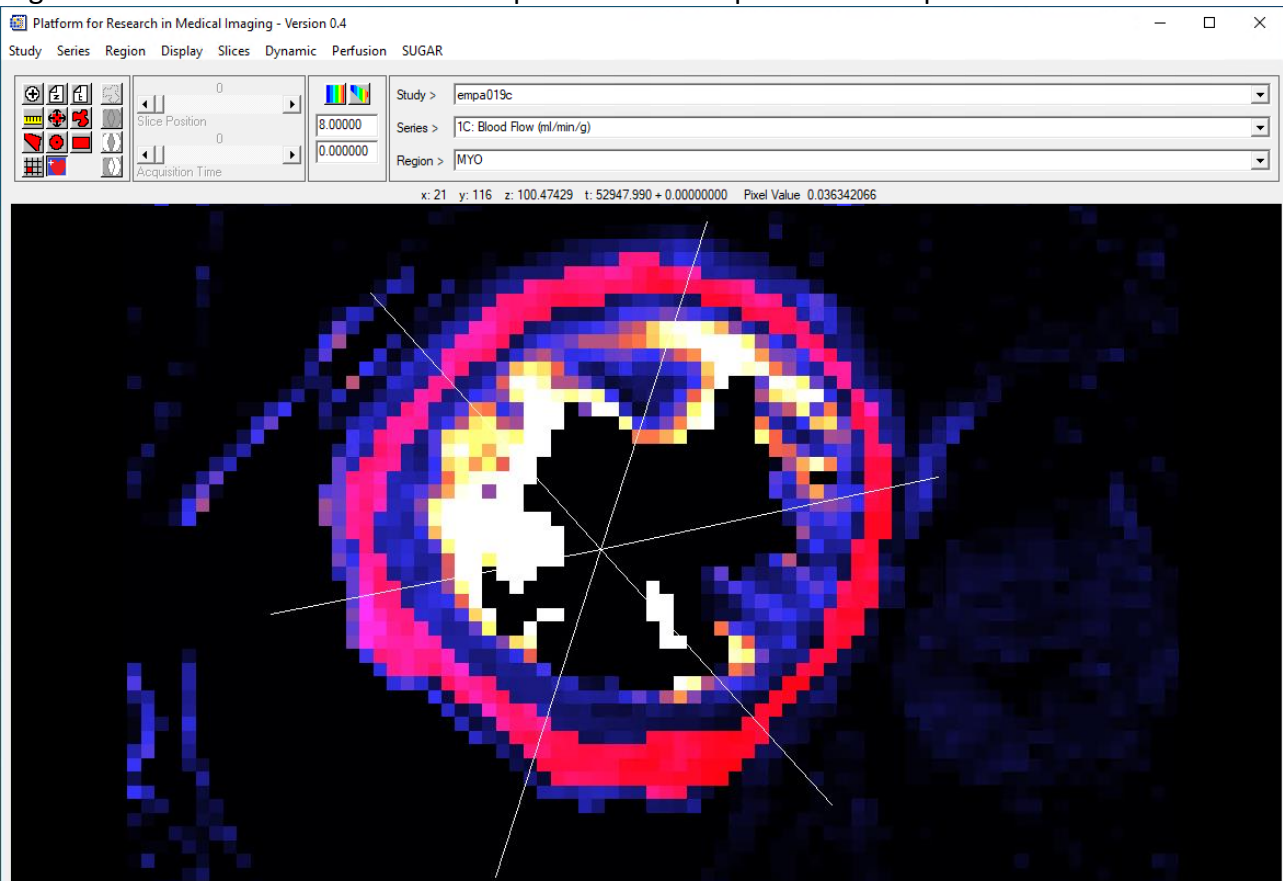 Platform for Research in Medical Imaging - Version 0.4
Study Series Region Display Slices Dynamic Perfusion SUGAR
0
Slice Position
0
Acquisition Time
8.00000
0.000000
Study > empa019c
Series > 1C: Blood Flow (ml/min/g)
Region > MYO
x: 21 y: 116 z: 100.47429 t: 52947.990 + 0.00000000 Pixel Value 0.036342066